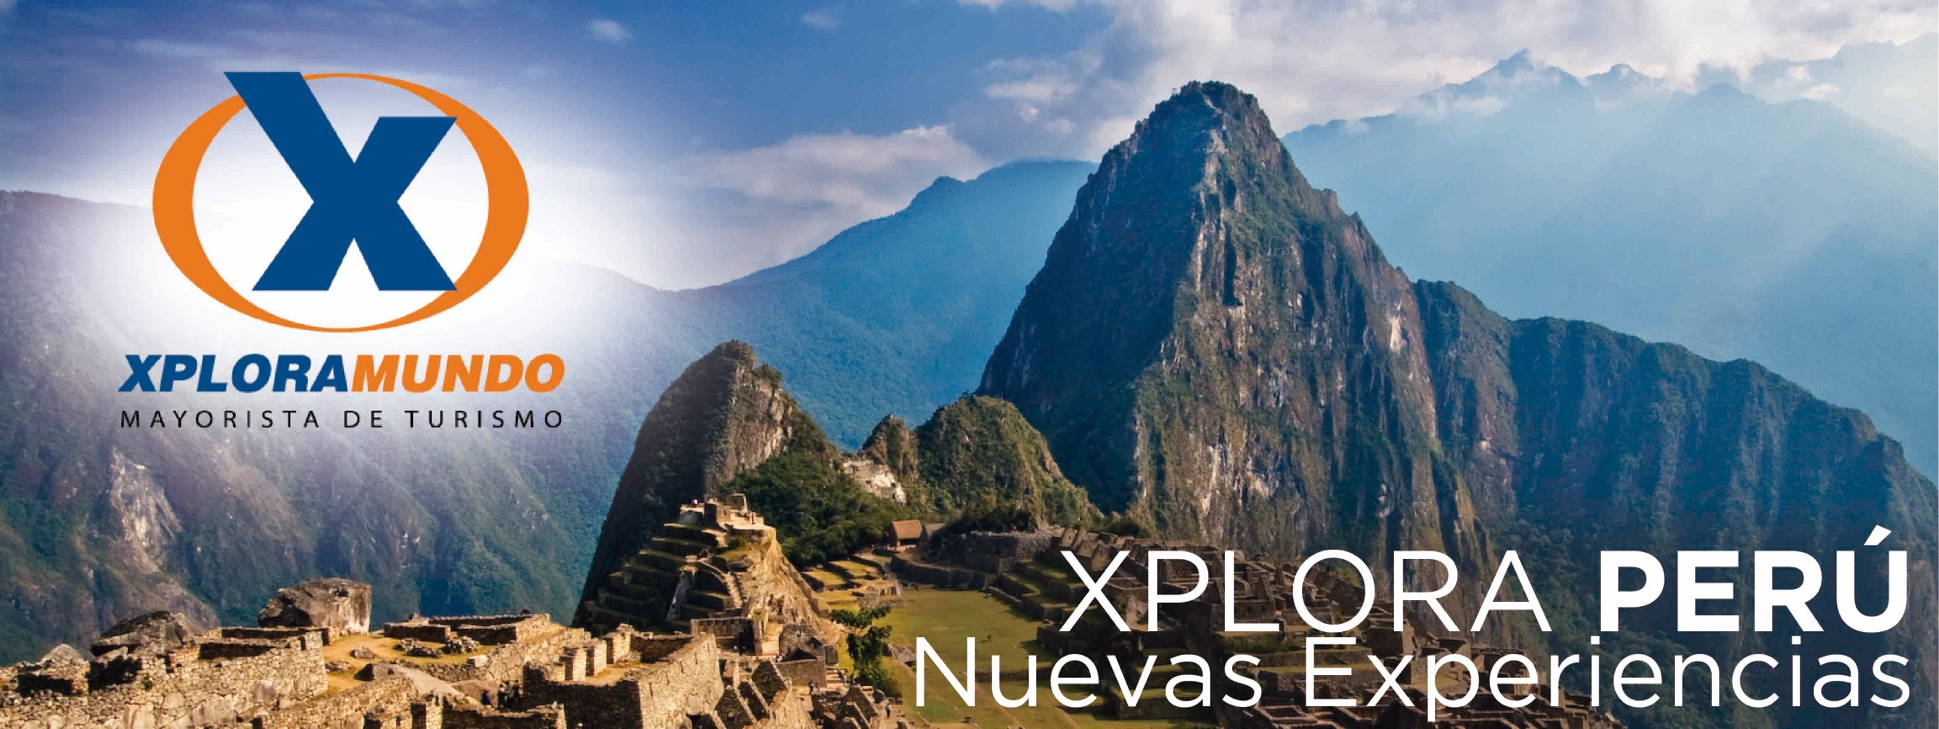 X
XPLORAMUNDO
MAYORISTA DE TURISMO
XPLORA PERÚ
Nuevas Experiencias